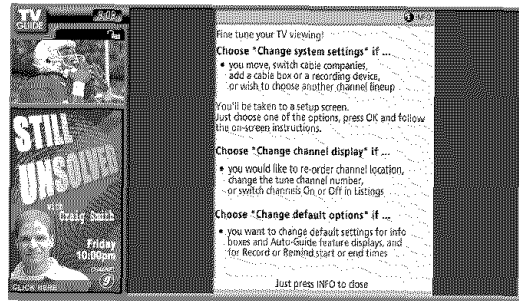 TV
GUIDE
INFO
Fine tune your TV viewing!
Choose "Change system settings" if ...
• you move, switch cable companies,
add a cable box or a recording device,
or wish to choose another channel lineup
You'll be taken to a setup screen.
Just choose one of the options, press OK and follow
the on-screen instructions.
Choose "Change channel display" if ...
• you would like to re-order channel location,
change the tune channel number,
or switch channels On or Off in Listings
Choose "Change default options" if ...
• you want to change default settings for info
boxes and Auto-Guide feature displays, and
for Record or Remind start or end times
Just press INFO to close
STILL
UNSOLVED
with
Craig Smith
Friday
10:00pm
CHANNEL
9
CLICK HERE